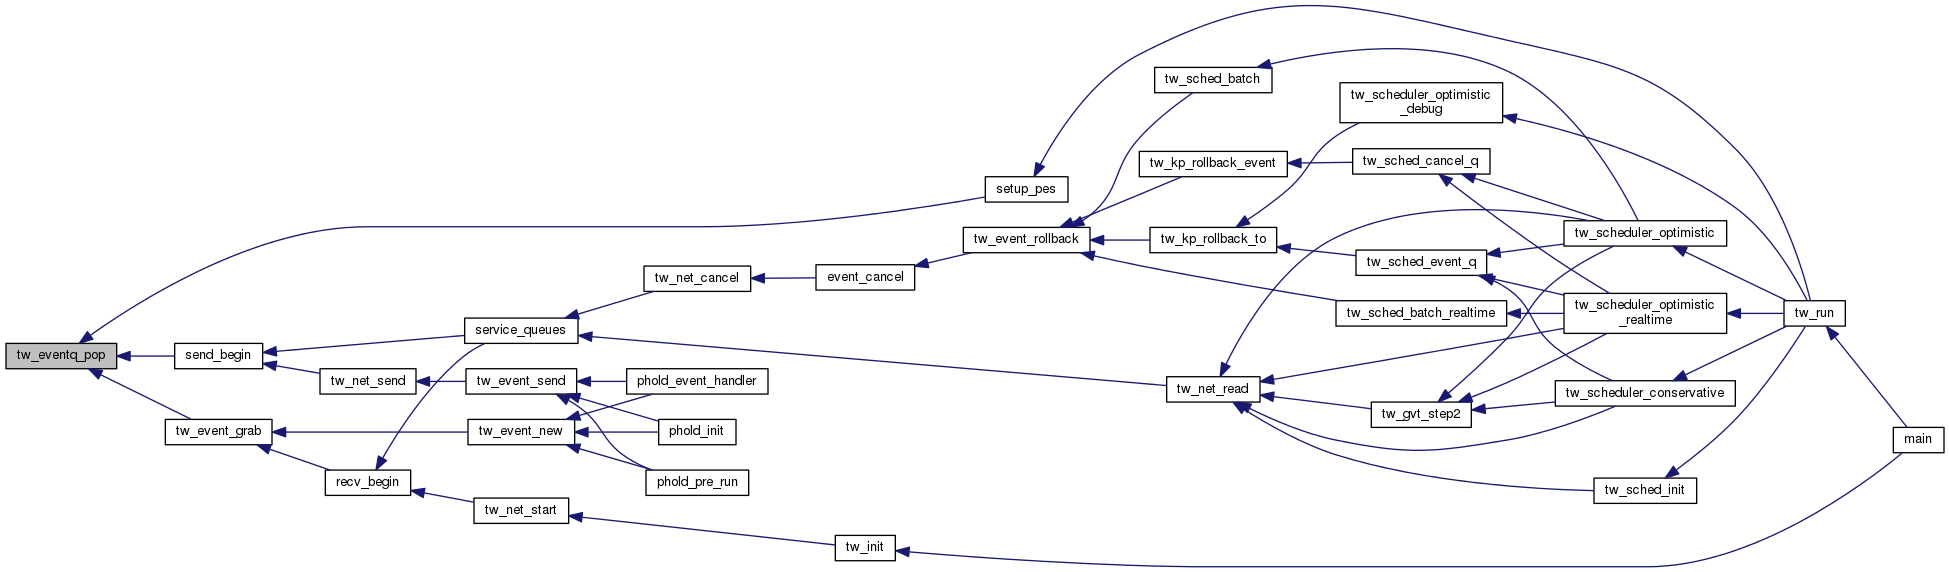 tw_eventq_pop
setup_pes
send_begin
tw_event_grab
service_queues
tw_net_send
recv_begin
tw_net_cancel
tw_event_send
tw_event_new
tw_net_start
event_cancel
phold_event_handler
phold_init
phold_pre_run
tw_init
tw_event_rollback
tw_sched_batch
tw_kp_rollback_event
tw_kp_rollback_to
tw_net_read
tw_scheduler_optimistic
_debug
tw_sched_cancel_q
tw_sched_event_q
tw_sched_batch_realtime
tw_gvt_step2
tw_scheduler_optimistic
tw_scheduler_optimistic
_realtime
tw_scheduler_conservative
tw_sched_init
tw_run
main